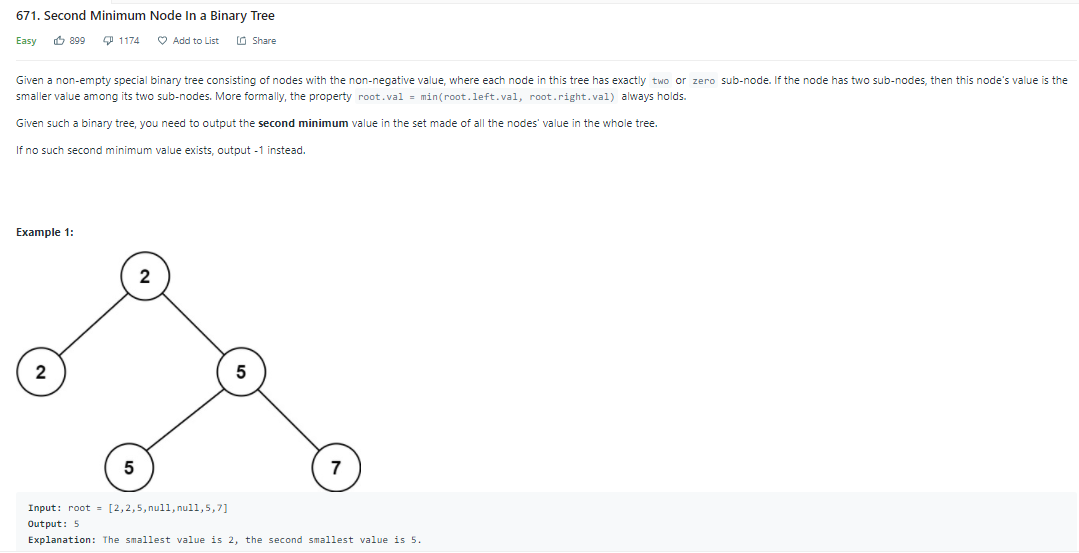 671. Second Minimum Node In a Binary Tree
Easy 899 1174 Add to List Share
Given a non-empty special binary tree consisting of nodes with the non-negative value, where each node in this tree has exactly two or zero sub-node. If the node has two sub-nodes, then this node's value is the
smaller value among its two sub-nodes. More formally, the property root.val = min(root.left.val, root.right.val) always holds.
Given such a binary tree, you need to output the second minimum value in the set made of all the nodes' value in the whole tree.
If no such second minimum value exists, output -1 instead.
Example 1:
2
2 5
5 7
Input: root = [2,2,5,null,null,5,7]
Output: 5
Explanation: The smallest value is 2, the second smallest value is 5.